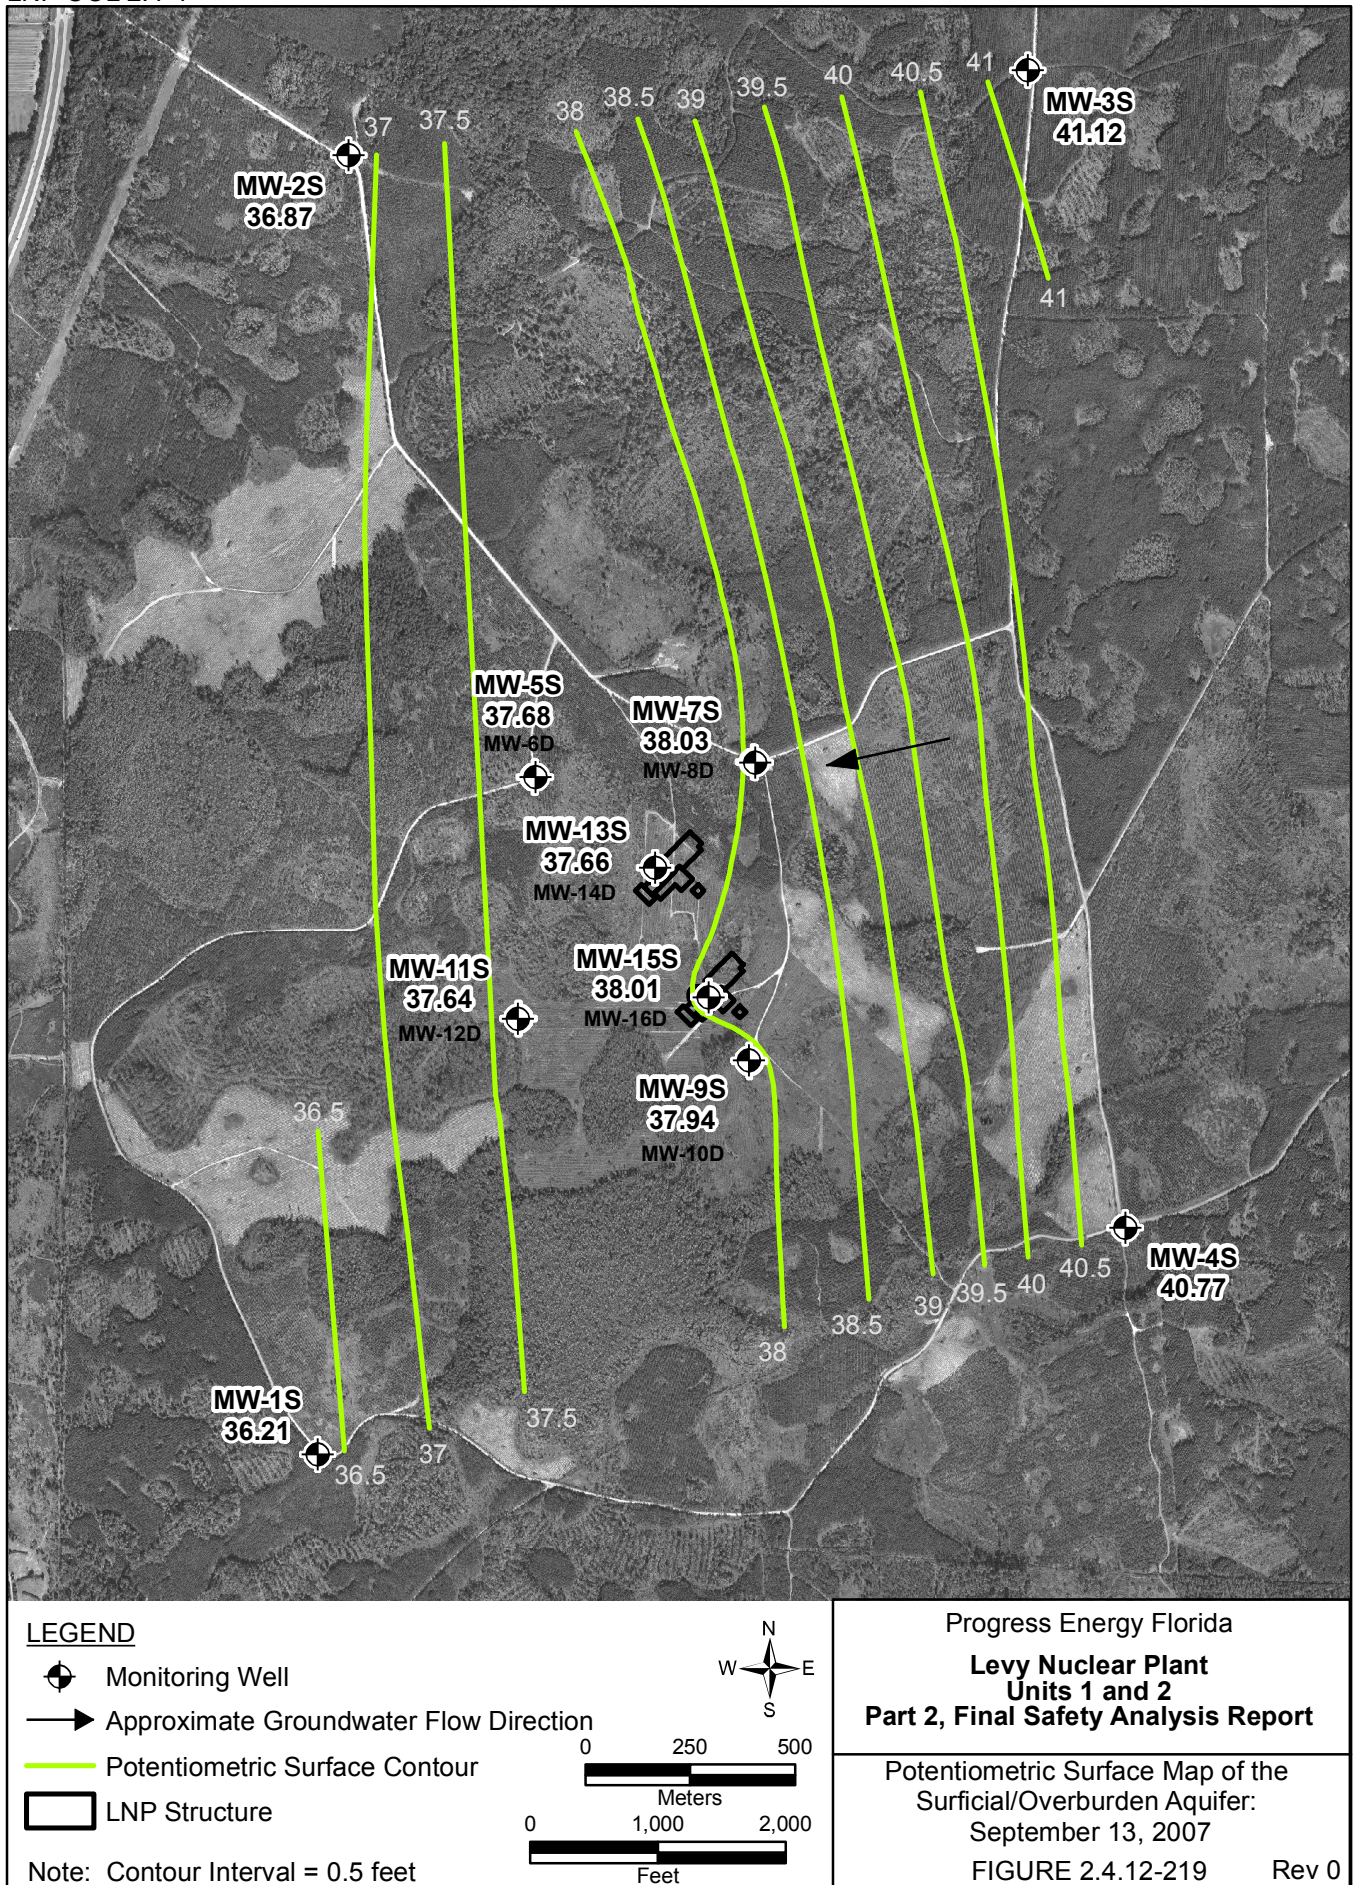 37
37.5
38
38.5
39
39.5
40
40.5
41
MW-3S
41.12
MW-2S
36.87
41
MW-5S
37.68
MW-6D
MW-7S
38.03
MW-8D
MW-13S
37.66
MW-14D
MW-11S
37.64
MW-12D
MW-15S
38.01
MW-16D
MW-9S
37.94
MW-10D
36.5
MW-4S
40.77
40.5
40
39.5
39
38.5
38
37.5
37
36.5
MW-1S
36.21
LEGEND
Monitoring Well
Approximate Groundwater Flow Direction
Potentiometric Surface Contour
LNP Structure
Note: Contour Interval = 0.5 feet
N
W E
S
0 250 500
Meters
0 1,000 2,000
Feet
Progress Energy Florida
Levy Nuclear Plant
Units 1 and 2
Part 2, Final Safety Analysis Report
Potentiometric Surface Map of the
Surficial/Overburden Aquifer:
September 13, 2007
FIGURE 2.4.12-219 Rev 0